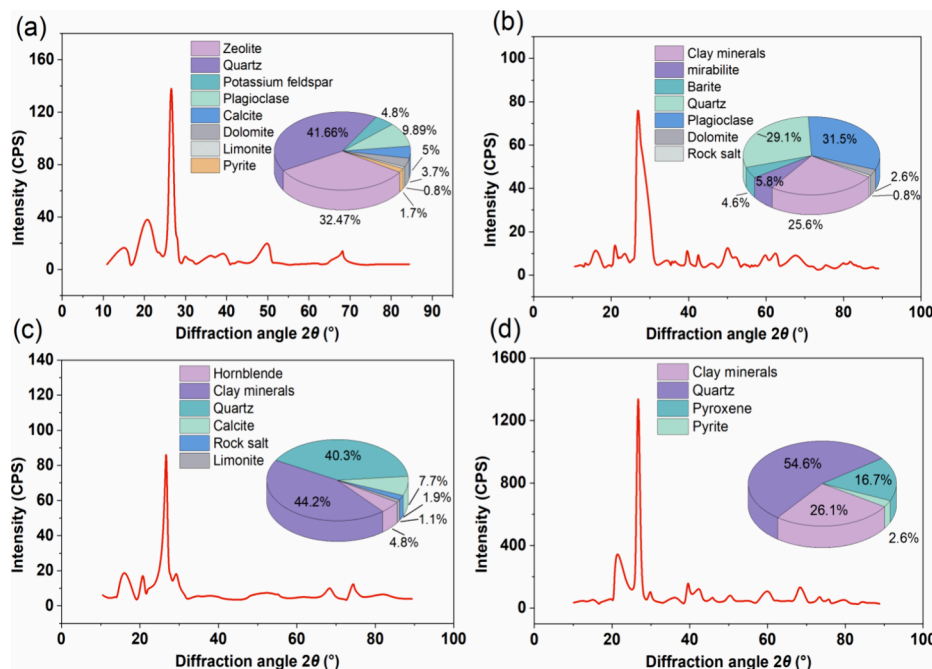 (a)
160
120
80
40
0
Intensity (CPS)
0 10 20 30 40 50 60 70 80 90
Diffraction angle 2θ (°)
Zeolite
Quartz
Potassium feldspar
Plagioclase
Calcite
Dolomite
Limonite
Pyrite
41.66%
4.8%
9.89%
5%
3.7%
0.8%
1.7%
32.47%
(b)
100
80
60
40
20
0
Intensity (CPS)
0 20 40 60 80 100
Diffraction angle 2θ (°)
Clay minerals
mirabilite
Barite
Quartz
Plagioclase
Dolomite
Rock salt
29.1%
31.5%
5.8%
4.6%
2.6%
0.8%
25.6%
(c)
140
120
100
80
60
40
20
0
Intensity (CPS)
0 20 40 60 80 100
Diffraction angle 2θ (°)
Hornblende
Clay minerals
Quartz
Calcite
Rock salt
Limonite
40.3%
7.7%
44.2%
1.9%
1.1%
4.8%
(d)
1600
1200
800
400
0
Intensity (CPS)
0 20 40 60 80 100
Diffraction angle 2θ (°)
Clay minerals
Quartz
Pyroxene
Pyrite
54.6%
16.7%
26.1%
2.6%